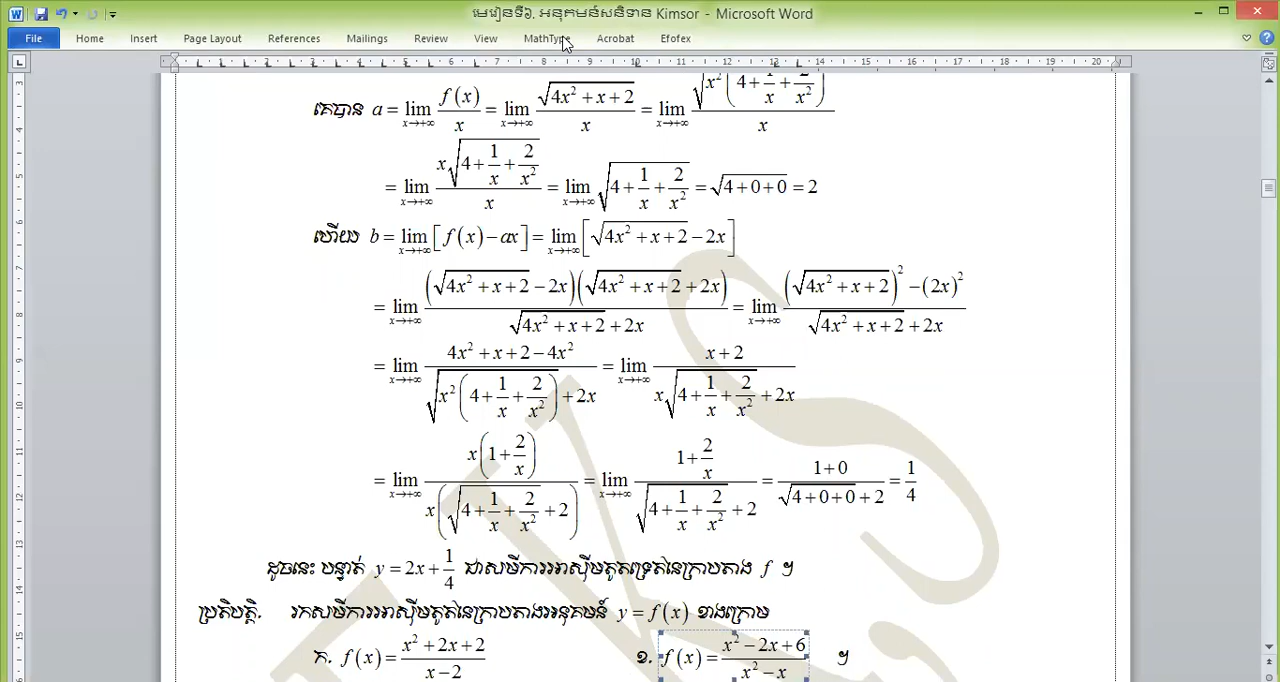 មេរៀនទី៦, អនុគមន៍សនិទាន Kimsor - Microsoft Word
File Home Insert Page Layout References Mailings Review View MathType Acrobat Efofex
គេបាន a = lim x→+∞ f(x)/x = lim x→+∞ √(4x² + x + 2)/x = lim x→+∞ √(x²(4 + 1/x + 2/x²))/x
= lim x→+∞ x√(4 + 1/x + 2/x²)/x = lim x→+∞ √(4 + 1/x + 2/x²) = √(4+0+0) = 2
ហើយ b = lim x→+∞ [f(x) − ax] = lim x→+∞ [√(4x² + x + 2) − 2x]
= lim x→+∞ (√(4x² + x + 2) − 2x)(√(4x² + x + 2) + 2x)/(√(4x² + x + 2) + 2x) = lim x→+∞ ((√(4x² + x + 2))² − (2x)²)/(√(4x² + x + 2) + 2x)
= lim x→+∞ (4x² + x + 2 − 4x²)/(√(x²(4 + 1/x + 2/x²)) + 2x) = lim x→+∞ (x + 2)/(x√(4 + 1/x + 2/x²) + 2x)
= lim x→+∞ x(1 + 2/x)/(x(√(4 + 1/x + 2/x²) + 2)) = lim x→+∞ (1 + 2/x)/(√(4 + 1/x + 2/x²) + 2) = (1+0)/(√(4+0+0) + 2) = 1/4
ដូចនេះ បន្ទាត់ y = 2x + 1/4 ជាសមីការអាស៊ីមតូតទ្រេតនៃក្រាបតាង f ។
ប្រតិបត្តិ. រកសមីការអាស៊ីមតូតនៃក្រាបតាងអនុគមន៍ y = f(x) ខាងក្រោម
ក. f(x) = (x² + 2x + 2)/(x − 2) ខ. f(x) = (x² − 2x + 6)/(x² − x) ។